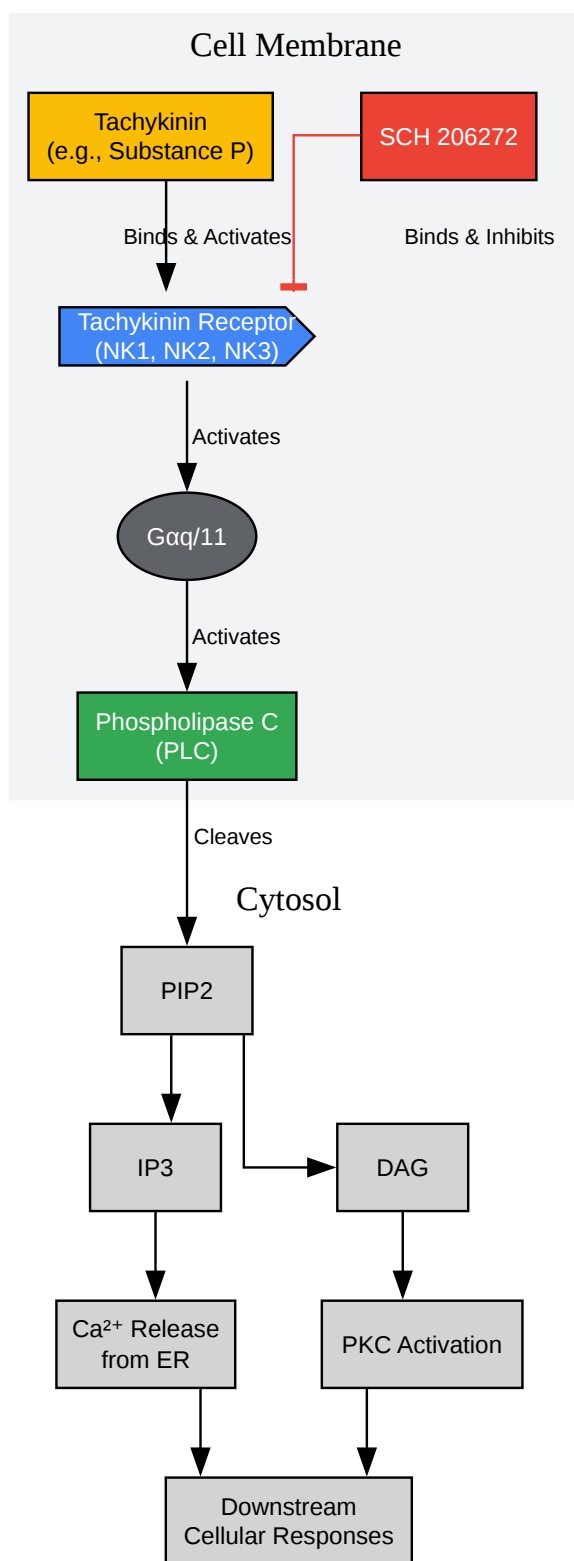 Cell Membrane
Tachykinin
(e.g., Substance P)
SCH 206272
Binds & Activates
Binds & Inhibits
Tachykinin Receptor
(NK1, NK2, NK3)
Activates
Gαq/11
Activates
Phospholipase C
(PLC)
Cleaves
Cytosol
PIP2
IP3
DAG
Ca²⁺ Release
from ER
PKC Activation
Downstream
Cellular Responses